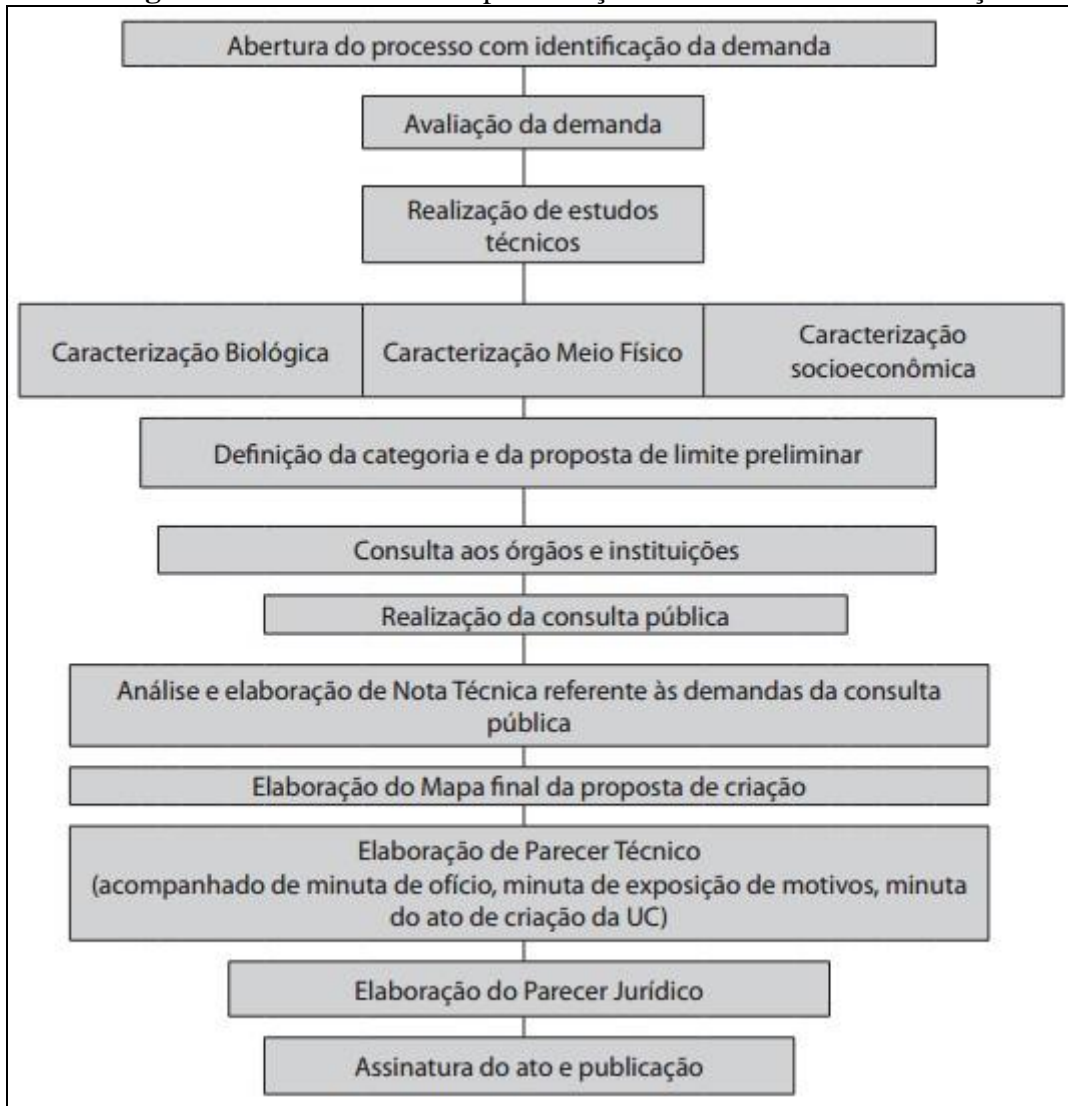 Abertura do processo com identificação da demanda
Avaliação da demanda
Realização de estudos
técnicos
Caracterização Biológica
Caracterização Meio Físico
Caracterização
socioeconômica
Definição da categoria e da proposta de limite preliminar
Consulta aos órgãos e instituições
Realização da consulta pública
Análise e elaboração de Nota Técnica referente às demandas da consulta
pública
Elaboração do Mapa final da proposta de criação
Elaboração de Parecer Técnico
(acompanhado de minuta de ofício, minuta de exposição de motivos, minuta
do ato de criação da UC)
Elaboração do Parecer Jurídico
Assinatura do ato e publicação